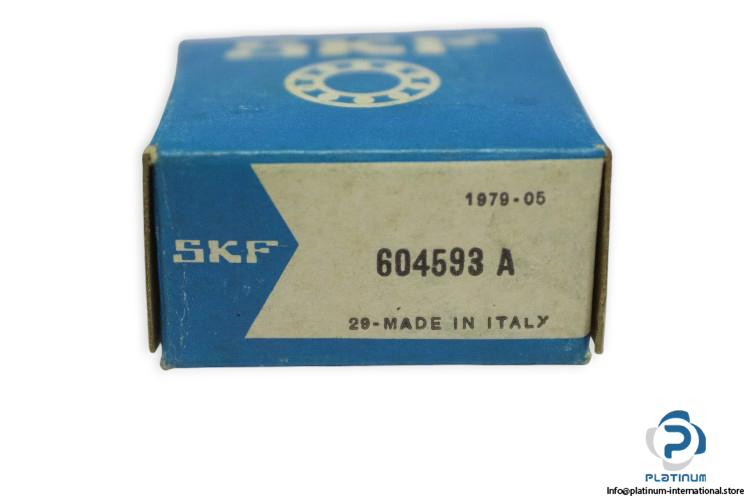 SKF
1979-05
SKF
604593 A
29-MADE IN ITALY
PLATINUM
Info@platinum-international.store